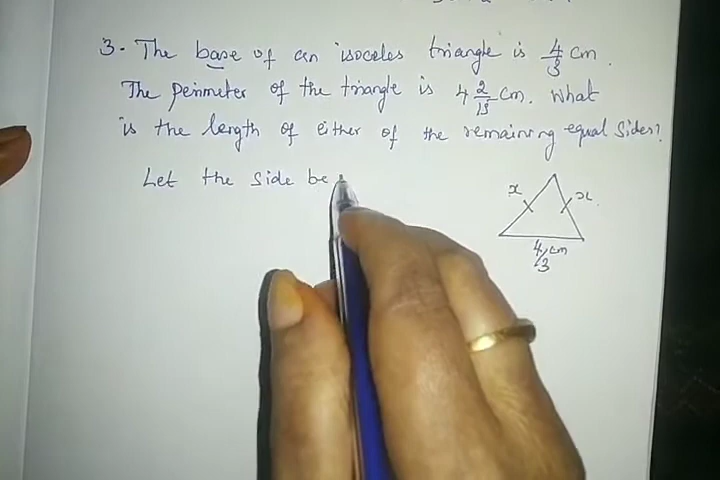 3. The base of an isoceles triangle is 4/3 cm.
The perimeter of the triangle is 4 2/15 cm. What
is the length of either of the remaining equal sides?
Let the side be
x
x.
4/3 cm